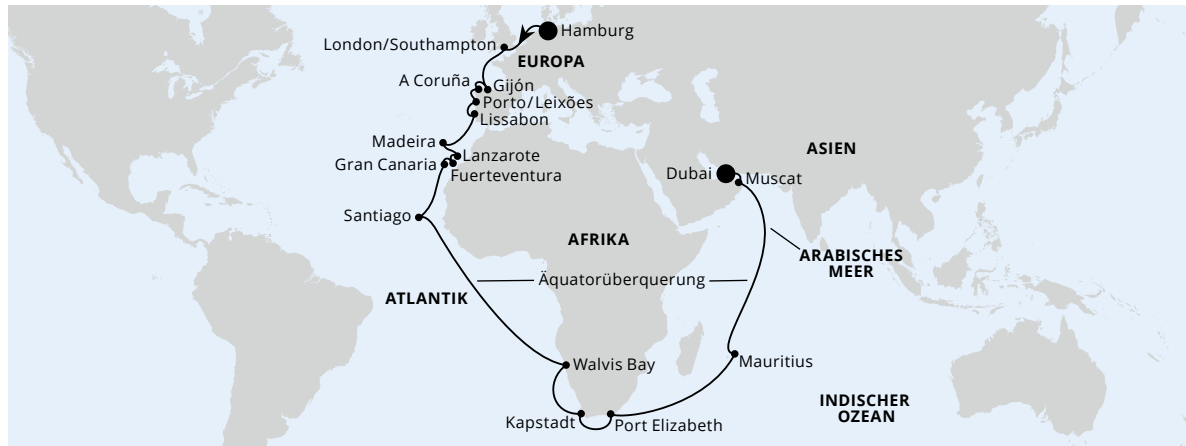 Hamburg
London/Southampton
EUROPA
A Coruña
Gijón
Porto/Leixões
Lissabon
Madeira
Lanzarote
Gran Canaria
Fuerteventura
ASIEN
Dubai
Muscat
Santiago
AFRIKA
ARABISCHES
MEER
Äquatorüberquerung
ATLANTIK
Walvis Bay
Mauritius
Kapstadt
Port Elizabeth
INDISCHER
OZEAN